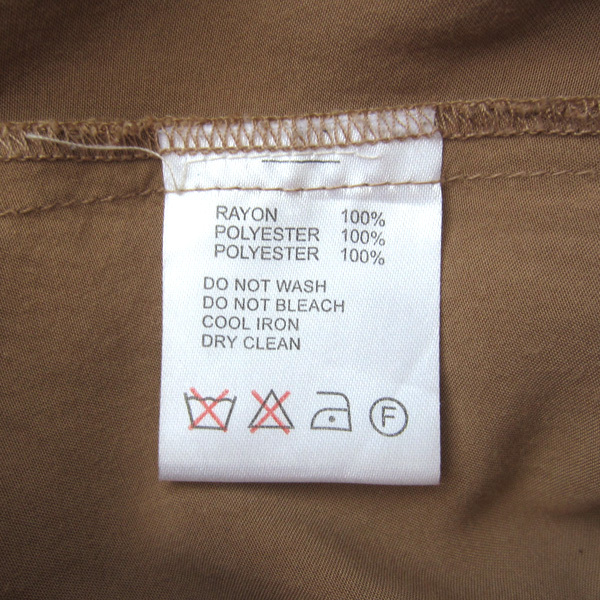 RAYON 100%
POLYESTER 100%
POLYESTER 100%
DO NOT WASH
DO NOT BLEACH
COOL IRON
DRY CLEAN
F